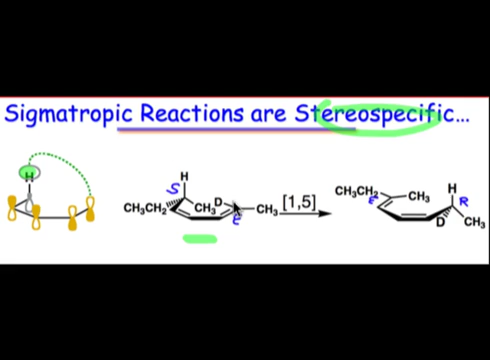 Sigmatropic Reactions are Stereospecific...
H
H
S
CH₃CH₂
CH₃
D
CH₃
E
[1,5]
CH₃CH₂
CH₃
E
H
R
D
CH₃